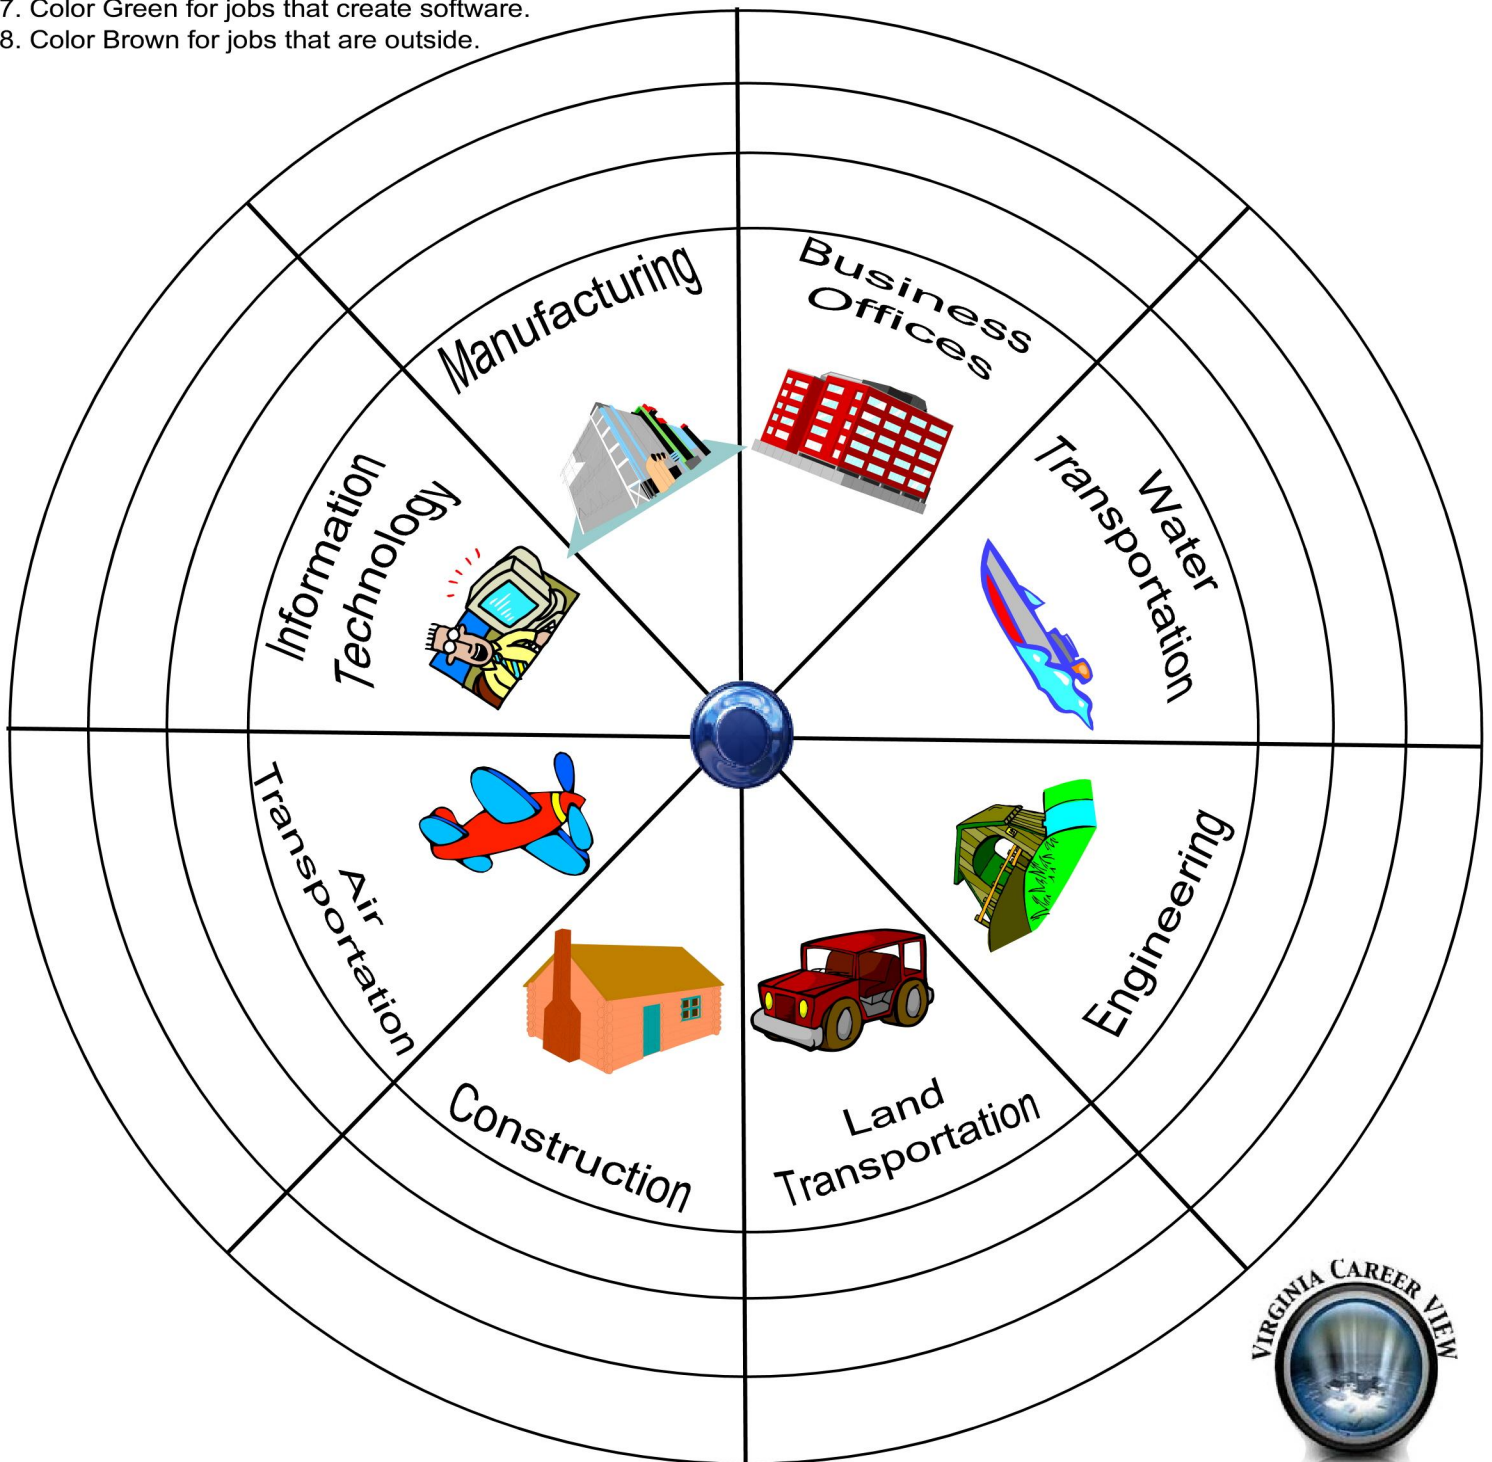 7. Color Green for jobs that create software.
8. Color Brown for jobs that are outside.
Manufacturing
Business
Offices
Information
Technology
Water
Transportation
Air
Transportation
Engineering
Construction
Land
Transportation
VIRGINIA CAREER VIEW